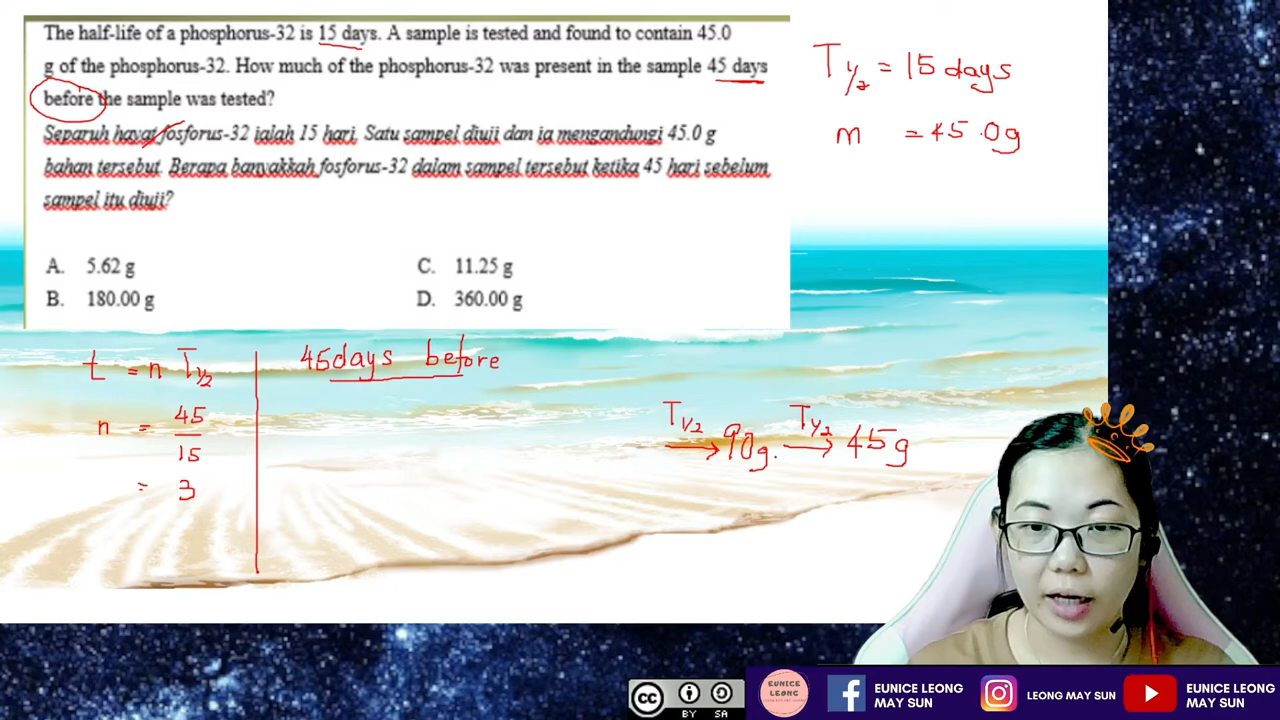 The half-life of a phosphorus-32 is 15 days. A sample is tested and found to contain 45.0
g of the phosphorus-32. How much of the phosphorus-32 was present in the sample 45 days
before the sample was tested?
Separuh hayat fosforus-32 ialah 15 hari. Satu sampel diuji dan ia mengandungi 45.0 g
bahan tersebut. Berapa banyakkah fosforus-32 dalam sampel tersebut ketika 45 hari sebelum
sampel itu diuji?
A. 5.62 g
C. 11.25 g
B. 180.00 g
D. 360.00 g
T½ = 15 days
m = 45.0g
t = n T½
n = 45/15
= 3
45days before
T½ → 90g. T½ → 45g
EUNICE LEONG
cc BY SA
EUNICE LEONG
MAY SUN
LEONG MAY SUN
EUNICE LEONG
MAY SUN